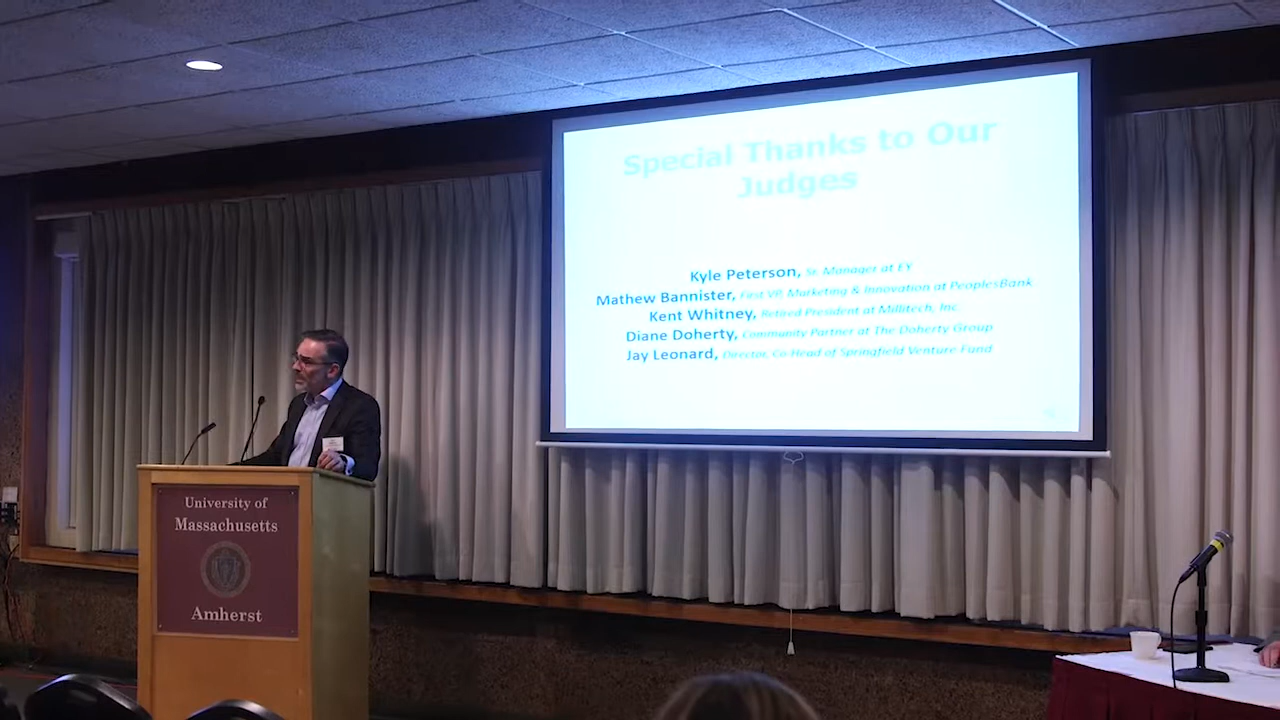 Special Thanks to Our
Judges
Kyle Peterson, Sr. Manager at EY
Mathew Bannister, First VP, Marketing & Innovation at PeoplesBank
Kent Whitney, Retired President at Millitech, Inc.
Diane Doherty, Community Partner at The Doherty Group
Jay Leonard, Director, Co Head of Springfield Venture Fund
University of
Massachusetts
Amherst